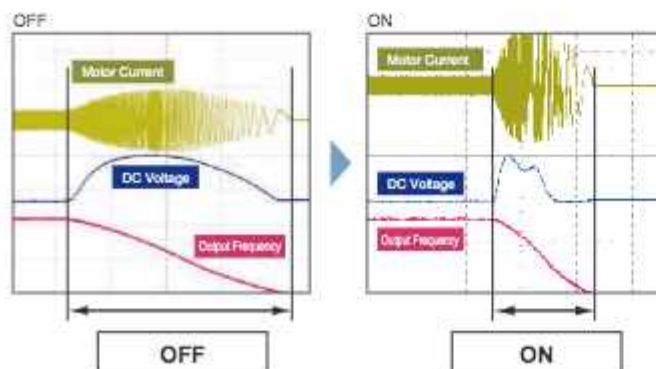 OFF
Motor Current
DC Voltage
Output Frequency
OFF
ON
Motor Current
DC Voltage
Output Frequency
ON